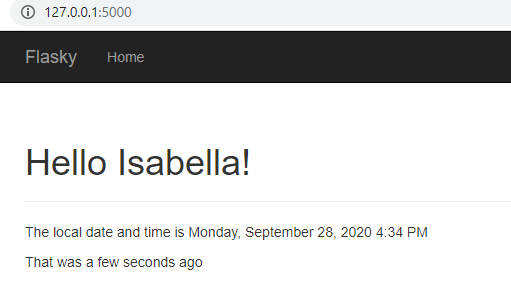 127.0.0.1:5000
Flasky Home
Hello Isabella!
The local date and time is Monday, September 28, 2020 4:34 PM
That was a few seconds ago